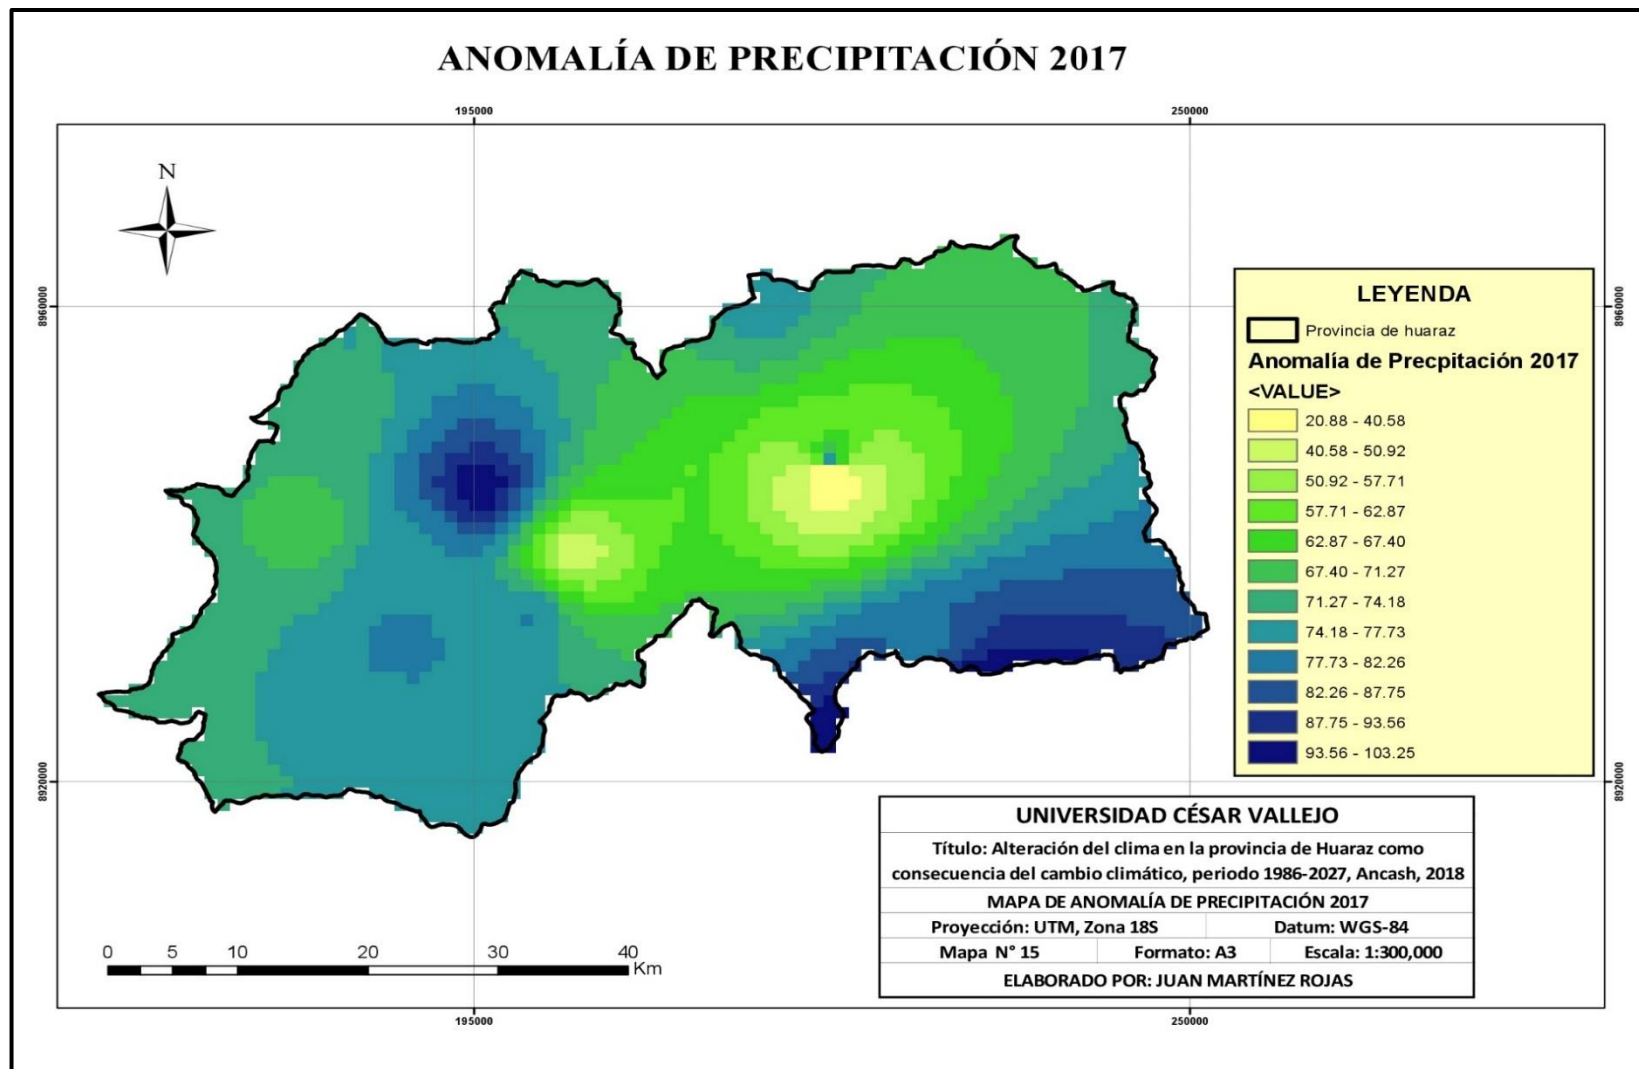 ANOMALÍA DE PRECIPITACIÓN 2017
195000
250000
N
8960000
8960000
LEYENDA
Provincia de huaraz
Anomalía de Precpitación 2017
<VALUE>
20.88 - 40.58
40.58 - 50.92
50.92 - 57.71
57.71 - 62.87
62.87 - 67.40
67.40 - 71.27
71.27 - 74.18
74.18 - 77.73
77.73 - 82.26
82.26 - 87.75
87.75 - 93.56
93.56 - 103.25
8920000
8920000
UNIVERSIDAD CÉSAR VALLEJO
Título: Alteración del clima en la provincia de Huaraz como
consecuencia del cambio climático, periodo 1986-2027, Ancash, 2018
MAPA DE ANOMALÍA DE PRECIPITACIÓN 2017
Proyección: UTM, Zona 18S Datum: WGS-84
Mapa N° 15 Formato: A3 Escala: 1:300,000
ELABORADO POR: JUAN MARTÍNEZ ROJAS
0 5 10 20 30 40
Km
195000
250000